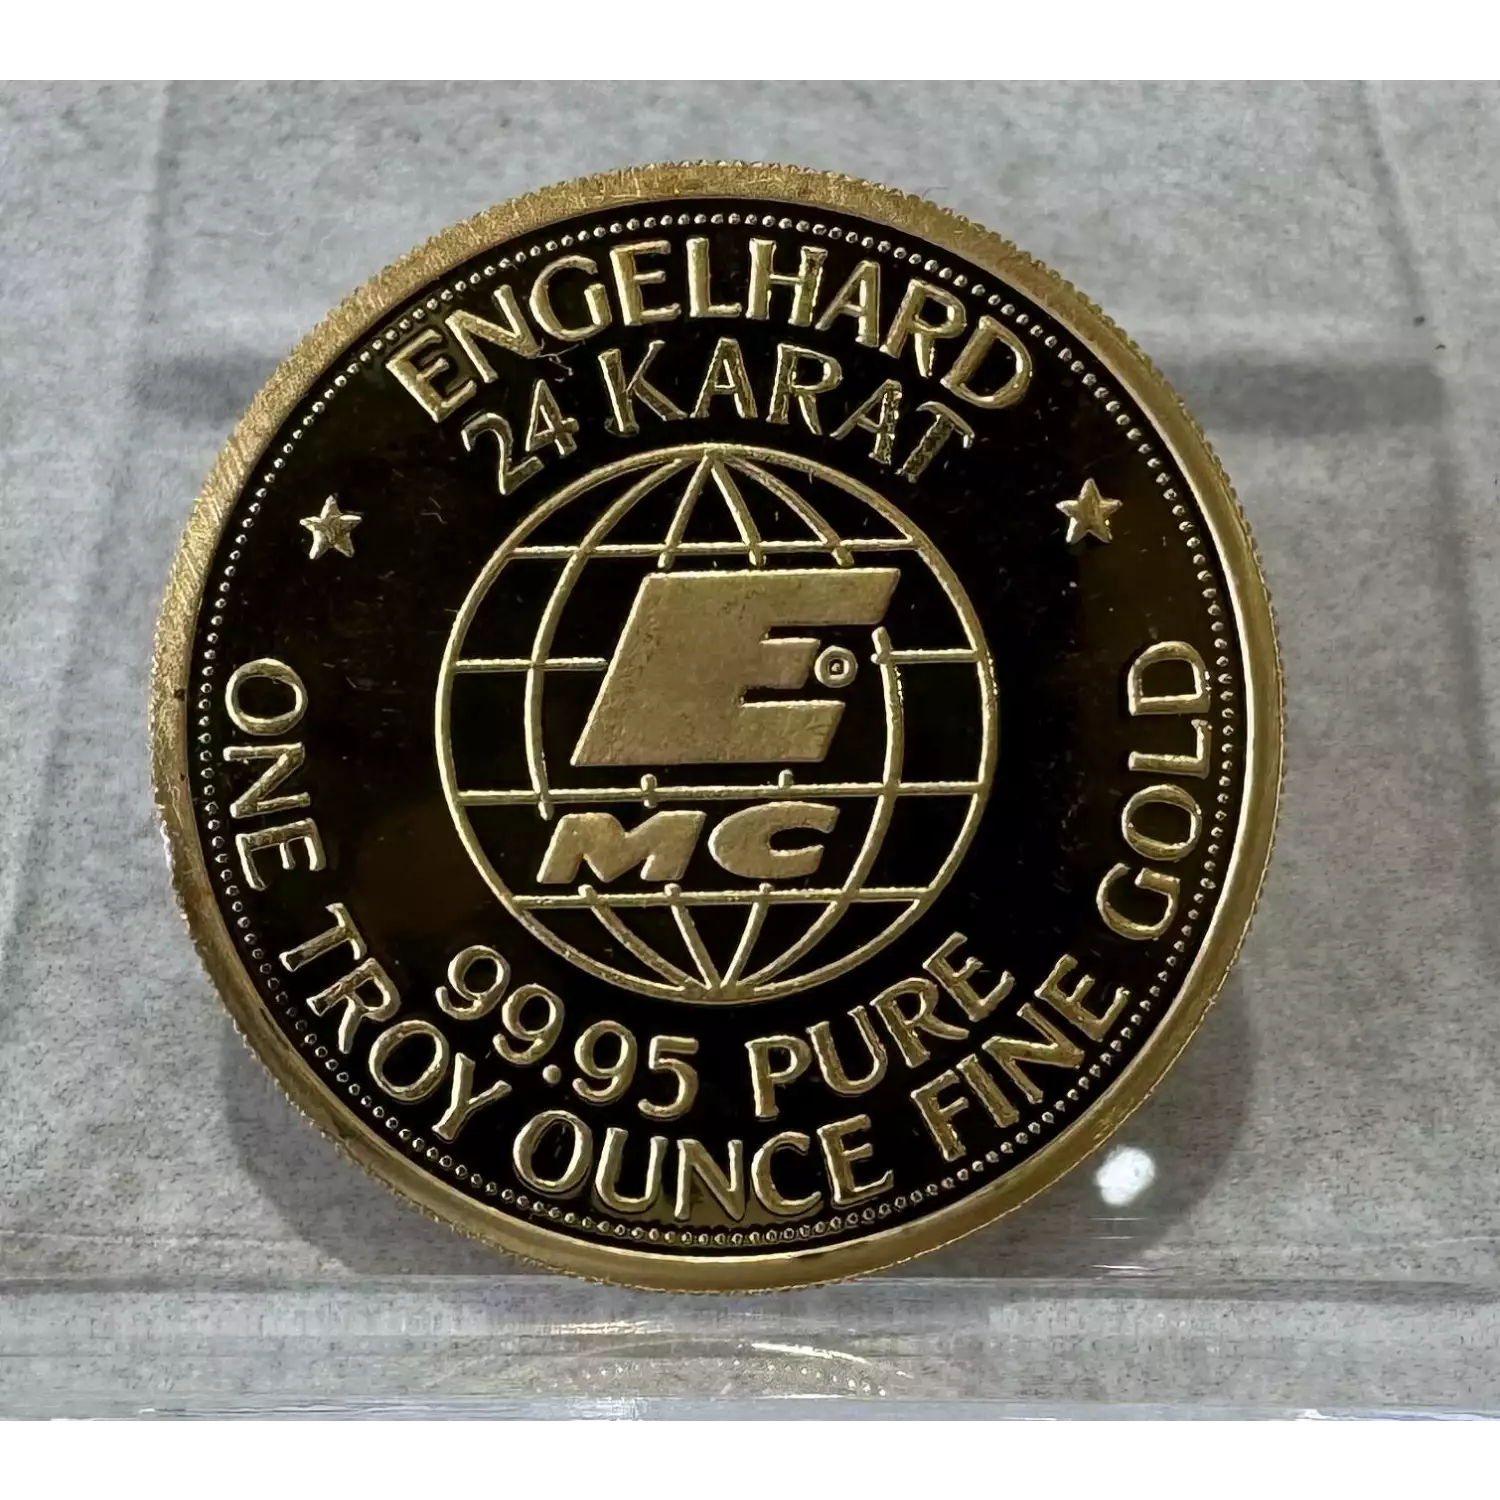 ENGELHARD
24 KARAT
E
MC
99.95 PURE
ONE TROY OUNCE FINE GOLD